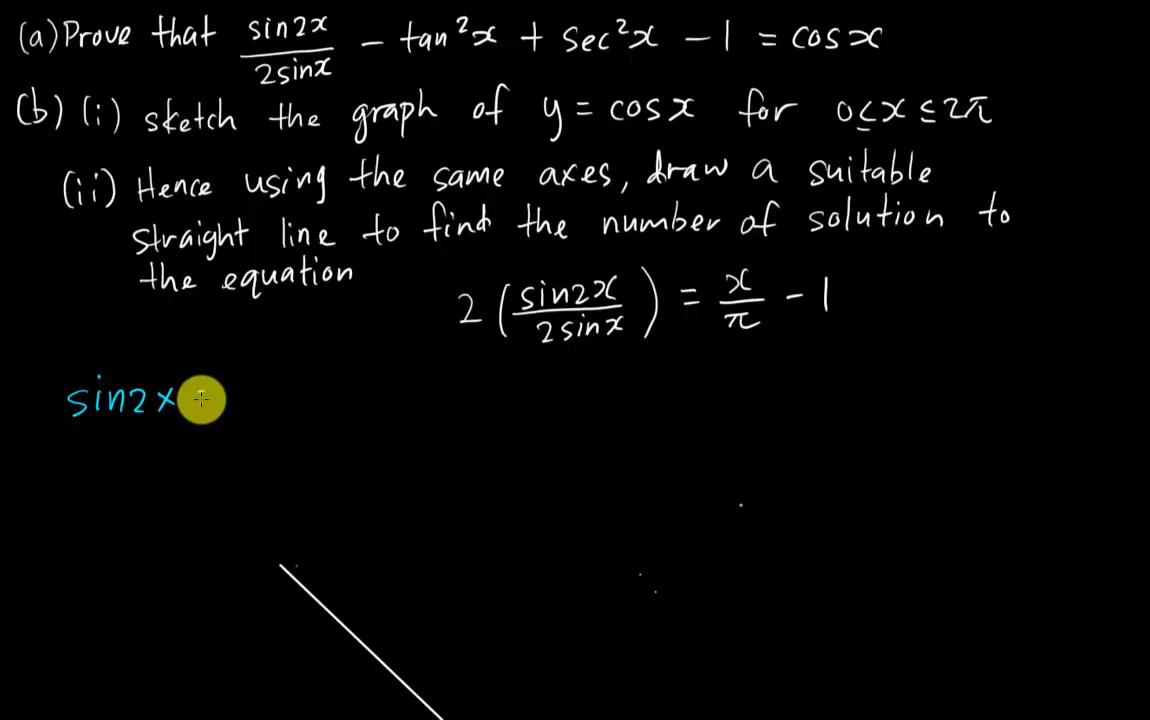 (a) Prove that sin2x/2sinx − tan²x + sec²x − 1 = cosx
(b) (i) sketch the graph of y = cosx for 0 ≤ x ≤ 2π
(ii) Hence using the same axes, draw a suitable
straight line to find the number of solution to
the equation
2 (sin2x/2sinx) = x/π − 1
sin2x